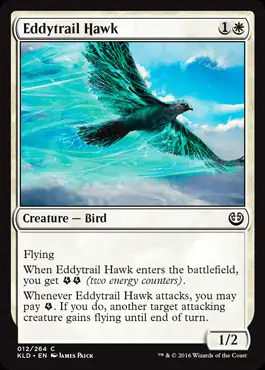 Eddytrail Hawk 1
Creature — Bird
Flying
When Eddytrail Hawk enters the battlefield,
you get (two energy counters).
Whenever Eddytrail Hawk attacks, you may
pay . If you do, another target attacking
creature gains flying until end of turn.
1/2
012/264 C
KLD • EN JAMES PAICK
™ & © 2016 Wizards of the Coast